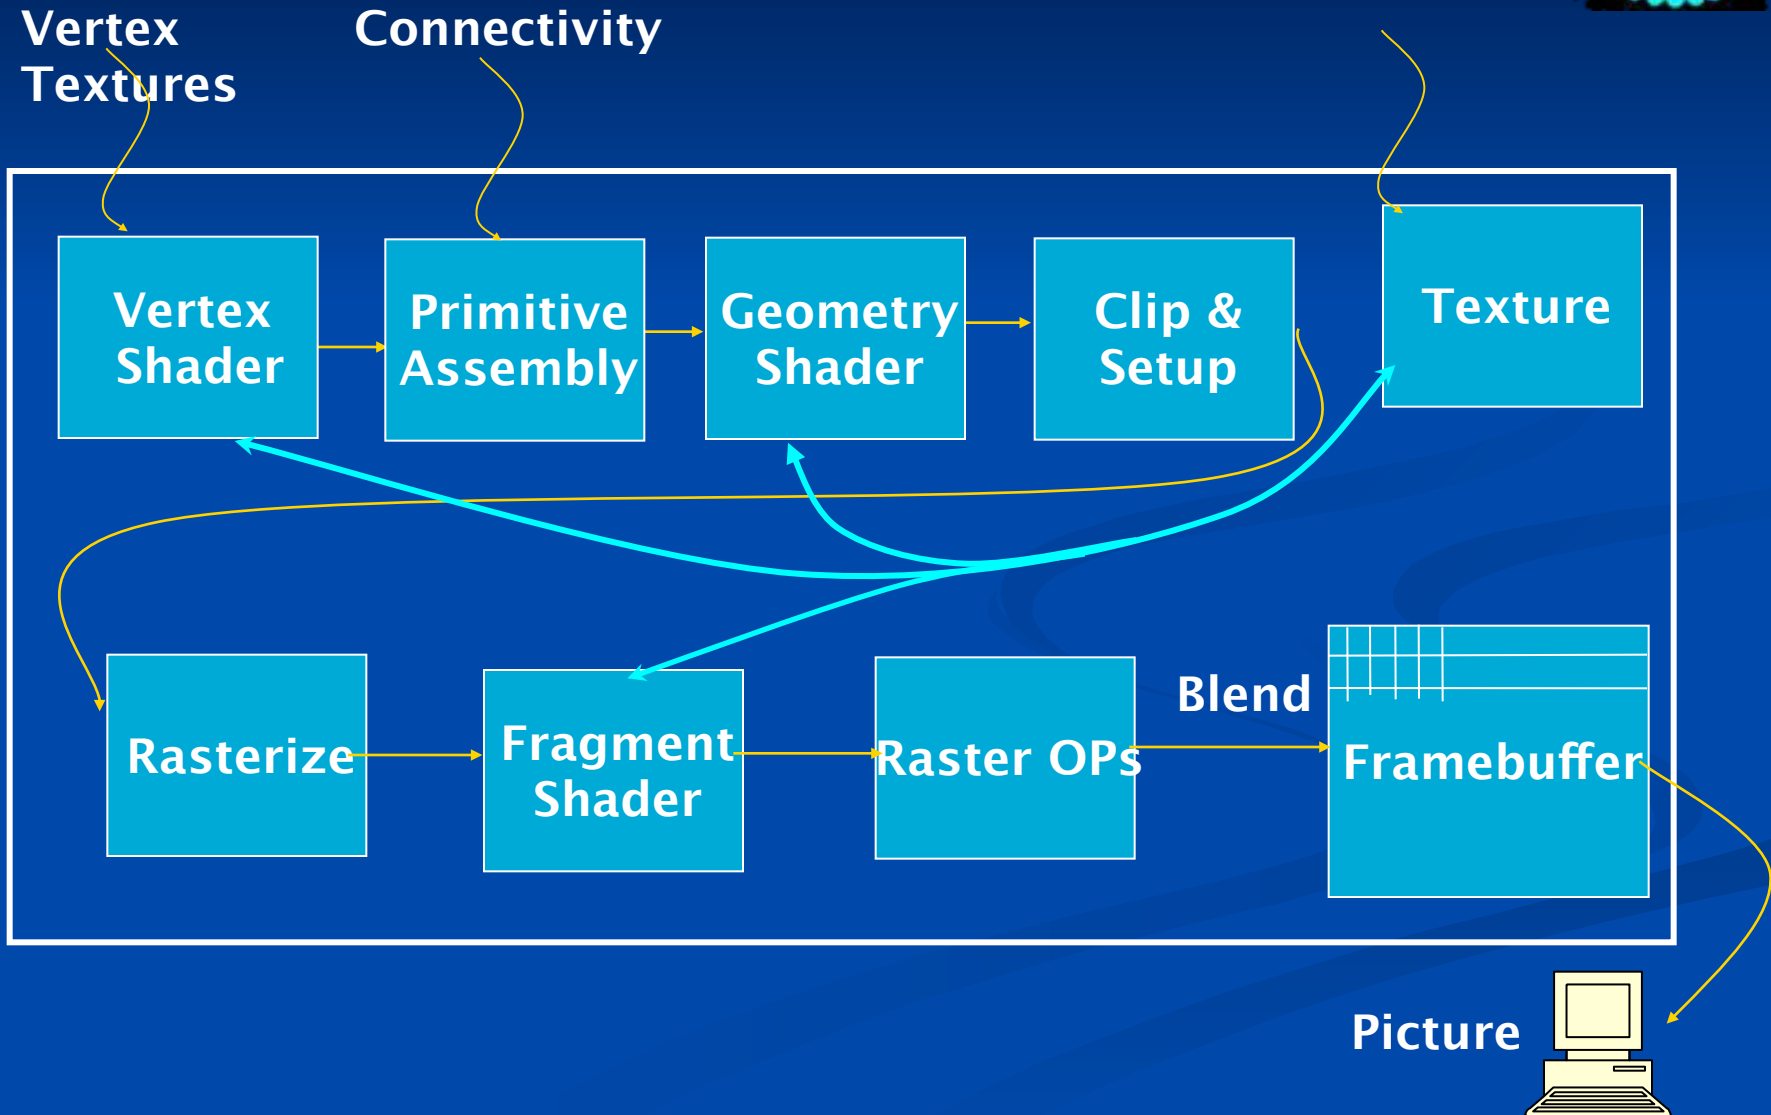 Vertex
Textures
Connectivity
Vertex
Shader
Primitive
Assembly
Geometry
Shader
Clip &
Setup
Texture
Rasterize
Fragment
Shader
Raster OPs
Blend
Framebuffer
Picture